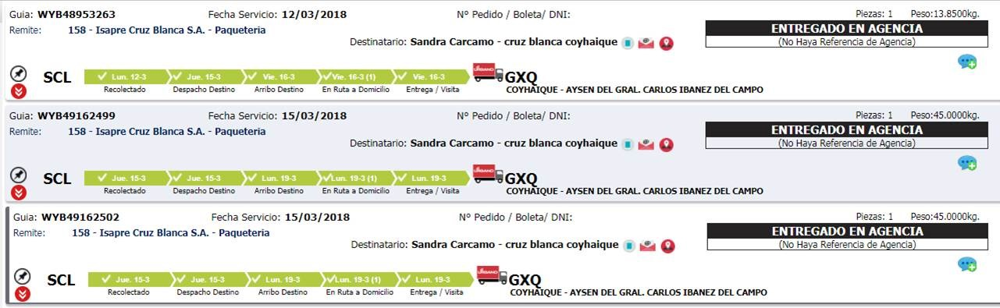 Guia: WYB48953263 Fecha Servicio: 12/03/2018 N° Pedido / Boleta/ DNI: Piezas: 1 Peso:13.8500kg.
Remite: 158 - Isapre Cruz Blanca S.A. - Paqueteria ENTREGADO EN AGENCIA
Destinatario: Sandra Carcamo - cruz blanca coyhaique (No Haya Referencia de Agencia)
SCL Lun. 12-3 Jue. 15-3 Vie. 16-3 Vie. 16-3 (1) Vie. 16-3 URBANO GXQ
Recolectado Despacho Destino Arribo Destino En Ruta a Domicilio Entrega / Visita COYHAIQUE - AYSEN DEL GRAL. CARLOS IBANEZ DEL CAMPO
Guia: WYB49162499 Fecha Servicio: 15/03/2018 N° Pedido / Boleta/ DNI: Piezas: 1 Peso:45.0000kg.
Remite: 158 - Isapre Cruz Blanca S.A. - Paqueteria ENTREGADO EN AGENCIA
Destinatario: Sandra Carcamo - cruz blanca coyhaique (No Haya Referencia de Agencia)
SCL Jue. 15-3 Jue. 15-3 Lun. 19-3 Lun. 19-3 (1) Lun. 19-3 URBANO GXQ
Recolectado Despacho Destino Arribo Destino En Ruta a Domicilio Entrega / Visita COYHAIQUE - AYSEN DEL GRAL. CARLOS IBANEZ DEL CAMPO
Guia: WYB49162502 Fecha Servicio: 15/03/2018 N° Pedido / Boleta/ DNI: Piezas: 1 Peso:45.0000kg.
Remite: 158 - Isapre Cruz Blanca S.A. - Paqueteria ENTREGADO EN AGENCIA
Destinatario: Sandra Carcamo - cruz blanca coyhaique (No Haya Referencia de Agencia)
SCL Jue. 15-3 Jue. 15-3 Lun. 19-3 Lun. 19-3 (1) Lun. 19-3 URBANO GXQ
Recolectado Despacho Destino Arribo Destino En Ruta a Domicilio Entrega / Visita COYHAIQUE - AYSEN DEL GRAL. CARLOS IBANEZ DEL CAMPO